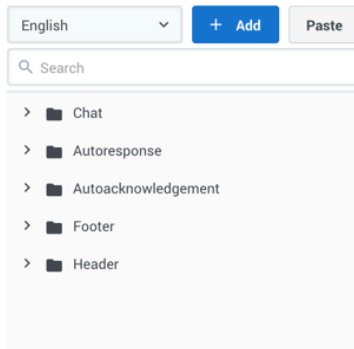 English + Add Paste
Search
Chat
Autoresponse
Autoacknowledgement
Footer
Header